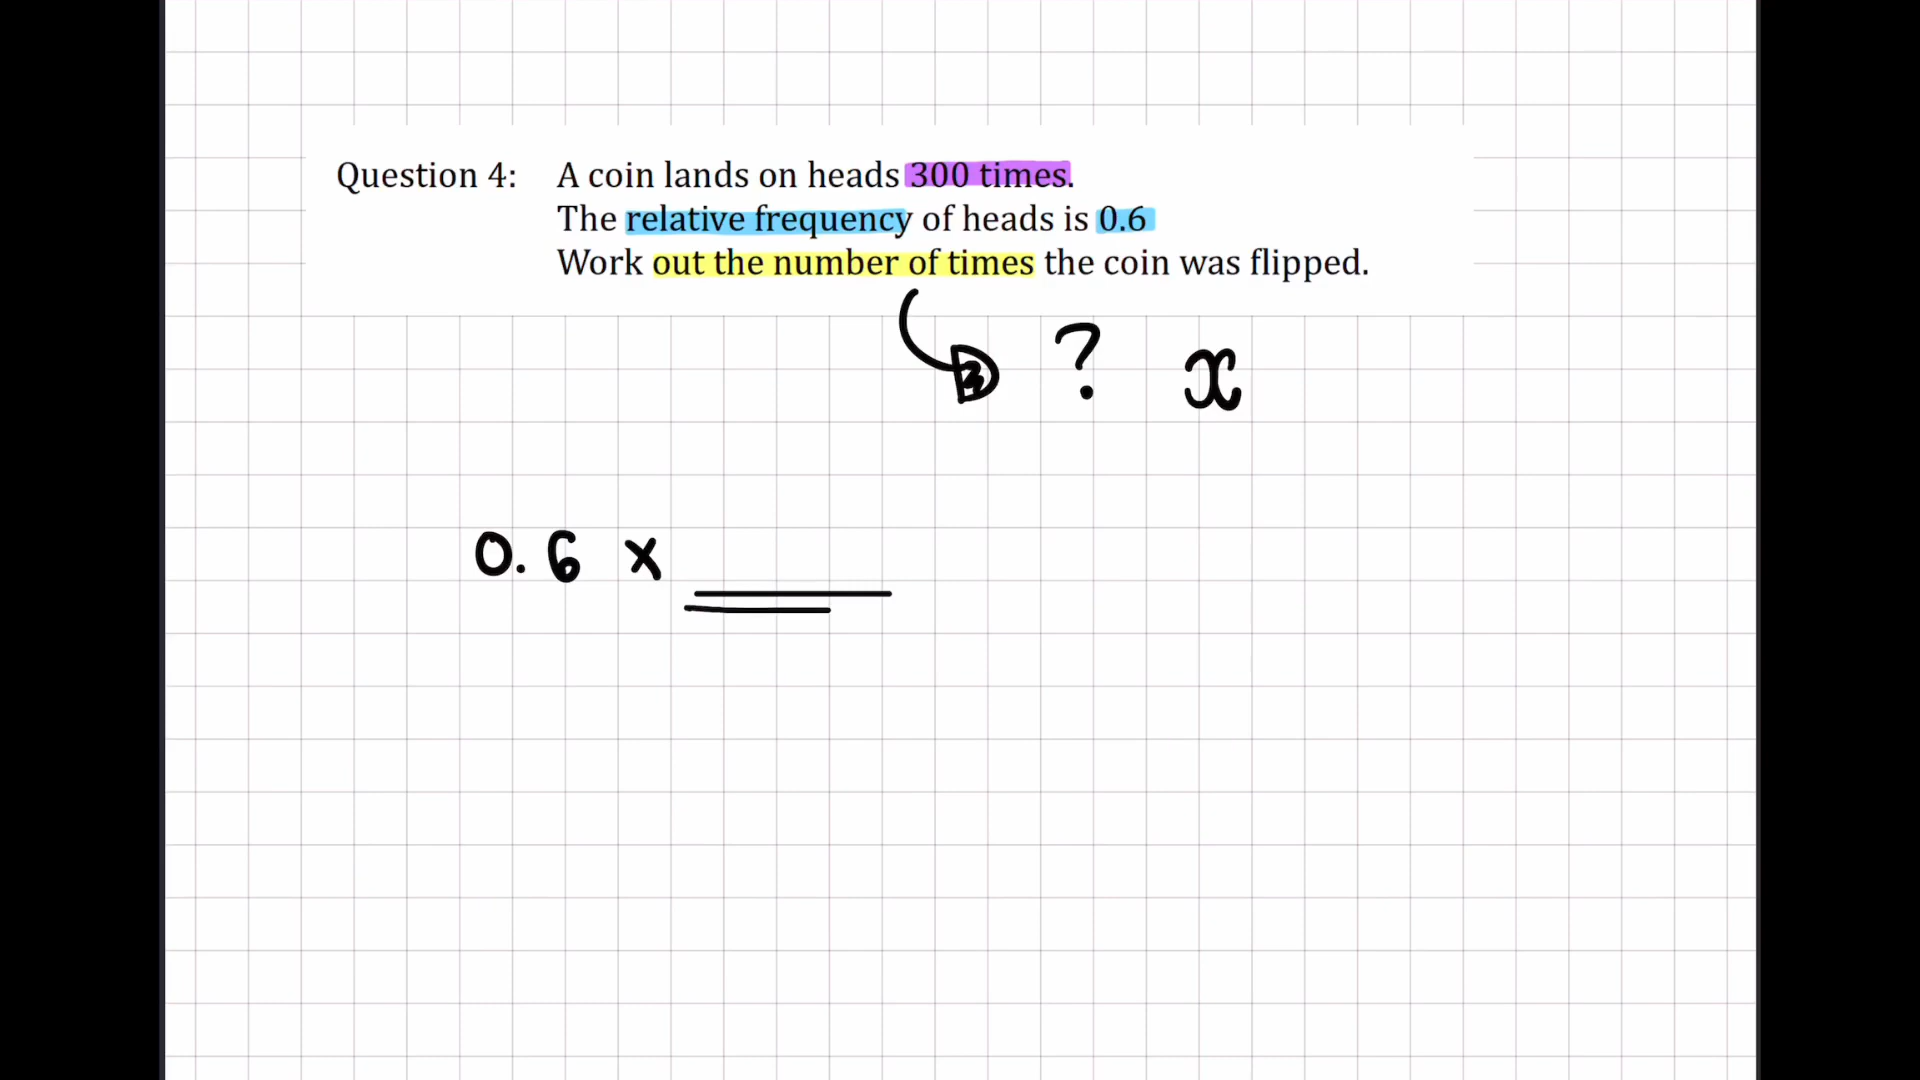 Question 4: A coin lands on heads 300 times.
The relative frequency of heads is 0.6
Work out the number of times the coin was flipped.
? x
0.6 x